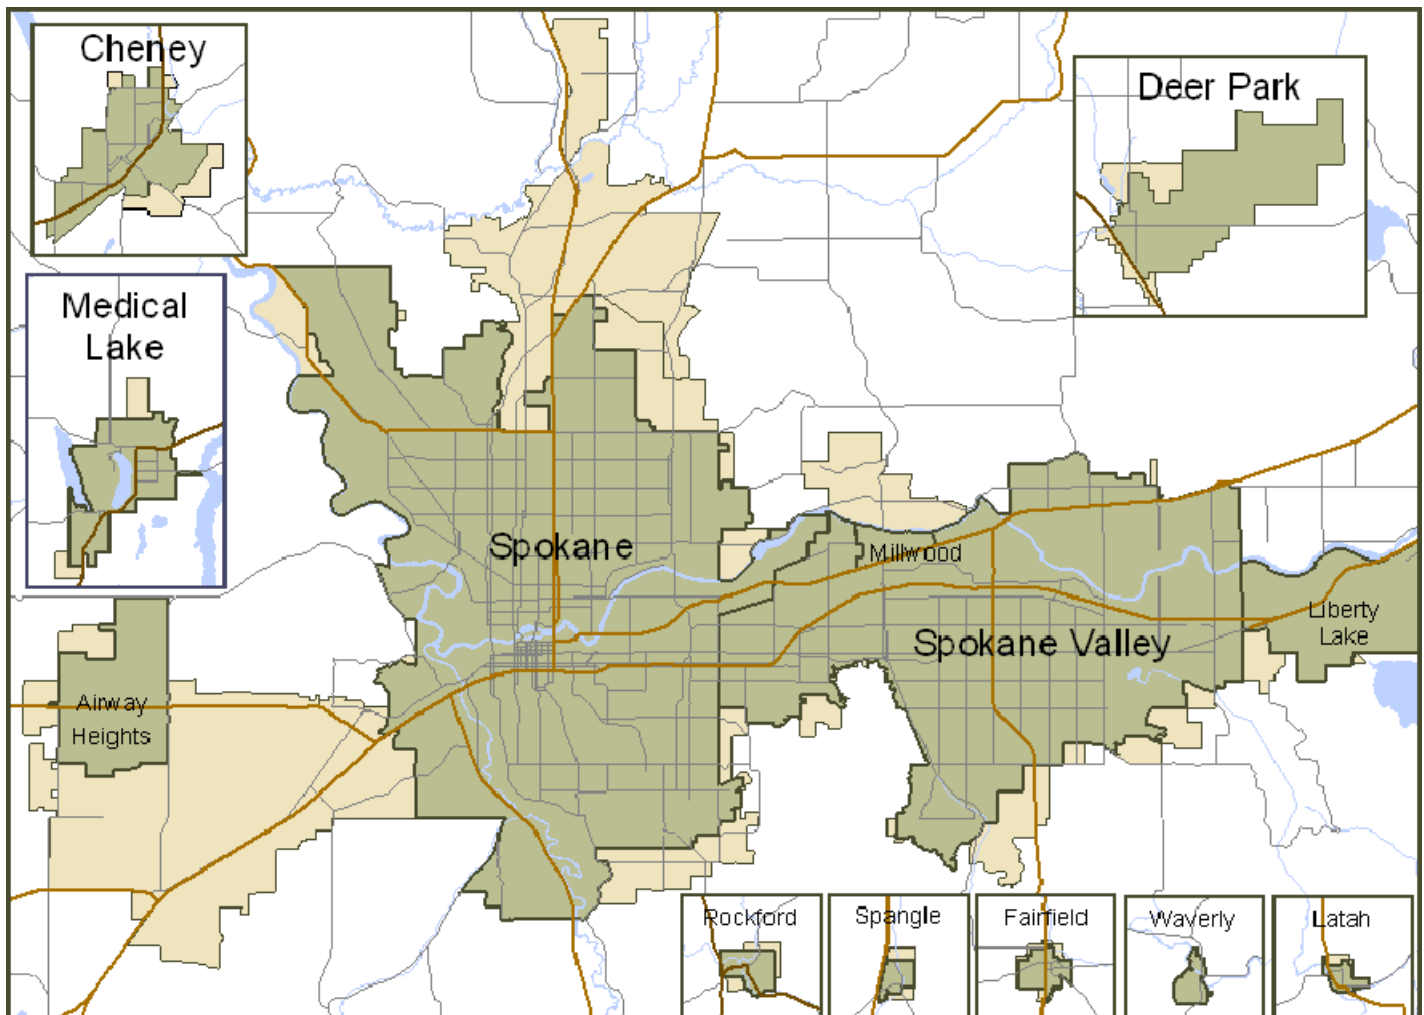 Cheney
Deer Park
Medical
Lake
Spokane
Millwood
Liberty
Lake
Spokane Valley
Airway
Heights
Rockford
Spangle
Fairfield
Waverly
Latah